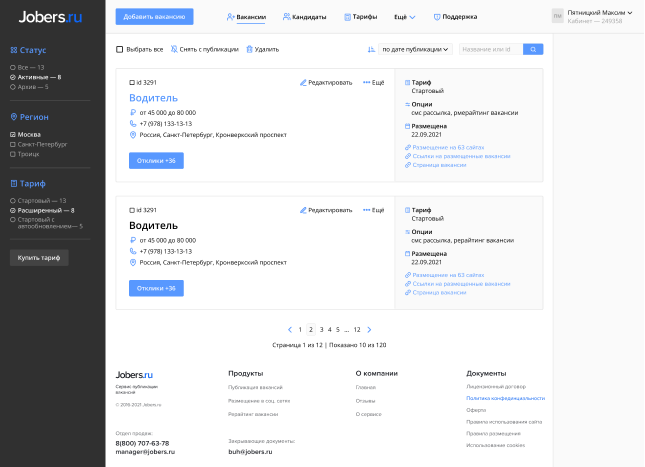 Jobers.ru
Добавить вакансию
Вакансии
Кандидаты
Тарифы
Ещё
Поддержка
ПМ
Пятницкий Максим
Кабинет — 249358
Статус
Все — 13
Активные — 8
Архив — 5
Регион
Москва
Санкт-Петербург
Троицк
Тариф
Стартовый — 13
Расширенный — 8
Стартовый с
автообновлением— 5
Купить тариф
Выбрать все
Снять с публикации
Удалить
по дате публикации
Название или id
id 3291
Редактировать
Ещё
Водитель
от 45 000 до 80 000
+7 (978) 133-13-13
Россия, Санкт-Петербург, Кронверкский проспект
Отклики +36
Тариф
Стартовый
Опции
смс рассылка, рмерайтинг вакансии
Размещена
22.09.2021
Размещение на 63 сайтах
Ссылки на размещенные вакансии
Страница вакансии
id 3291
Редактировать
Ещё
Водитель
от 45 000 до 80 000
+7 (978) 133-13-13
Россия, Санкт-Петербург, Кронверкский проспект
Отклики +36
Тариф
Стартовый
Опции
смс рассылка, рерайтинг вакансии
Размещена
22.09.2021
Размещение на 63 сайтах
Ссылки на размещенные вакансии
Страница вакансии
1 2 3 4 5 ... 12
Страница 1 из 12 | Показано 10 из 120
Jobers.ru
Сервис публикации
вакансий
© 2016,2021 Jobers.ru
Отдел продаж:
8(800) 707-63-78
manager@jobers.ru
Продукты
Публикация вакансий
Размещение в соц. сетях
Рерайтинг вакансии
Закрывающие документы:
buh@jobers.ru
О компании
Главная
Отзывы
О сервисе
Документы
Лицензионный договор
Политика конфиденциальности
Оферта
Правила использования сайта
Правила размещения
Использование cookies